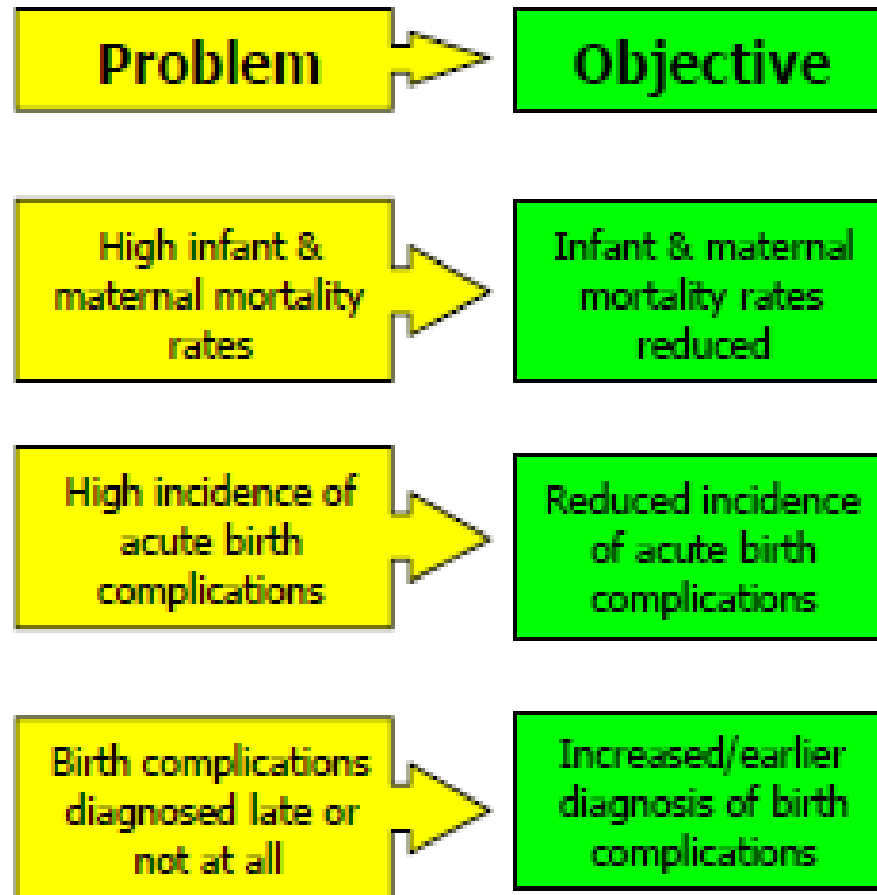 Problem
Objective
High infant &
maternal mortality
rates
Infant & maternal
mortality rates
reduced
High incidence of
acute birth
complications
Reduced incidence
of acute birth
complications
Birth complications
diagnosed late or
not at all
Increased/earlier
diagnosis of birth
complications